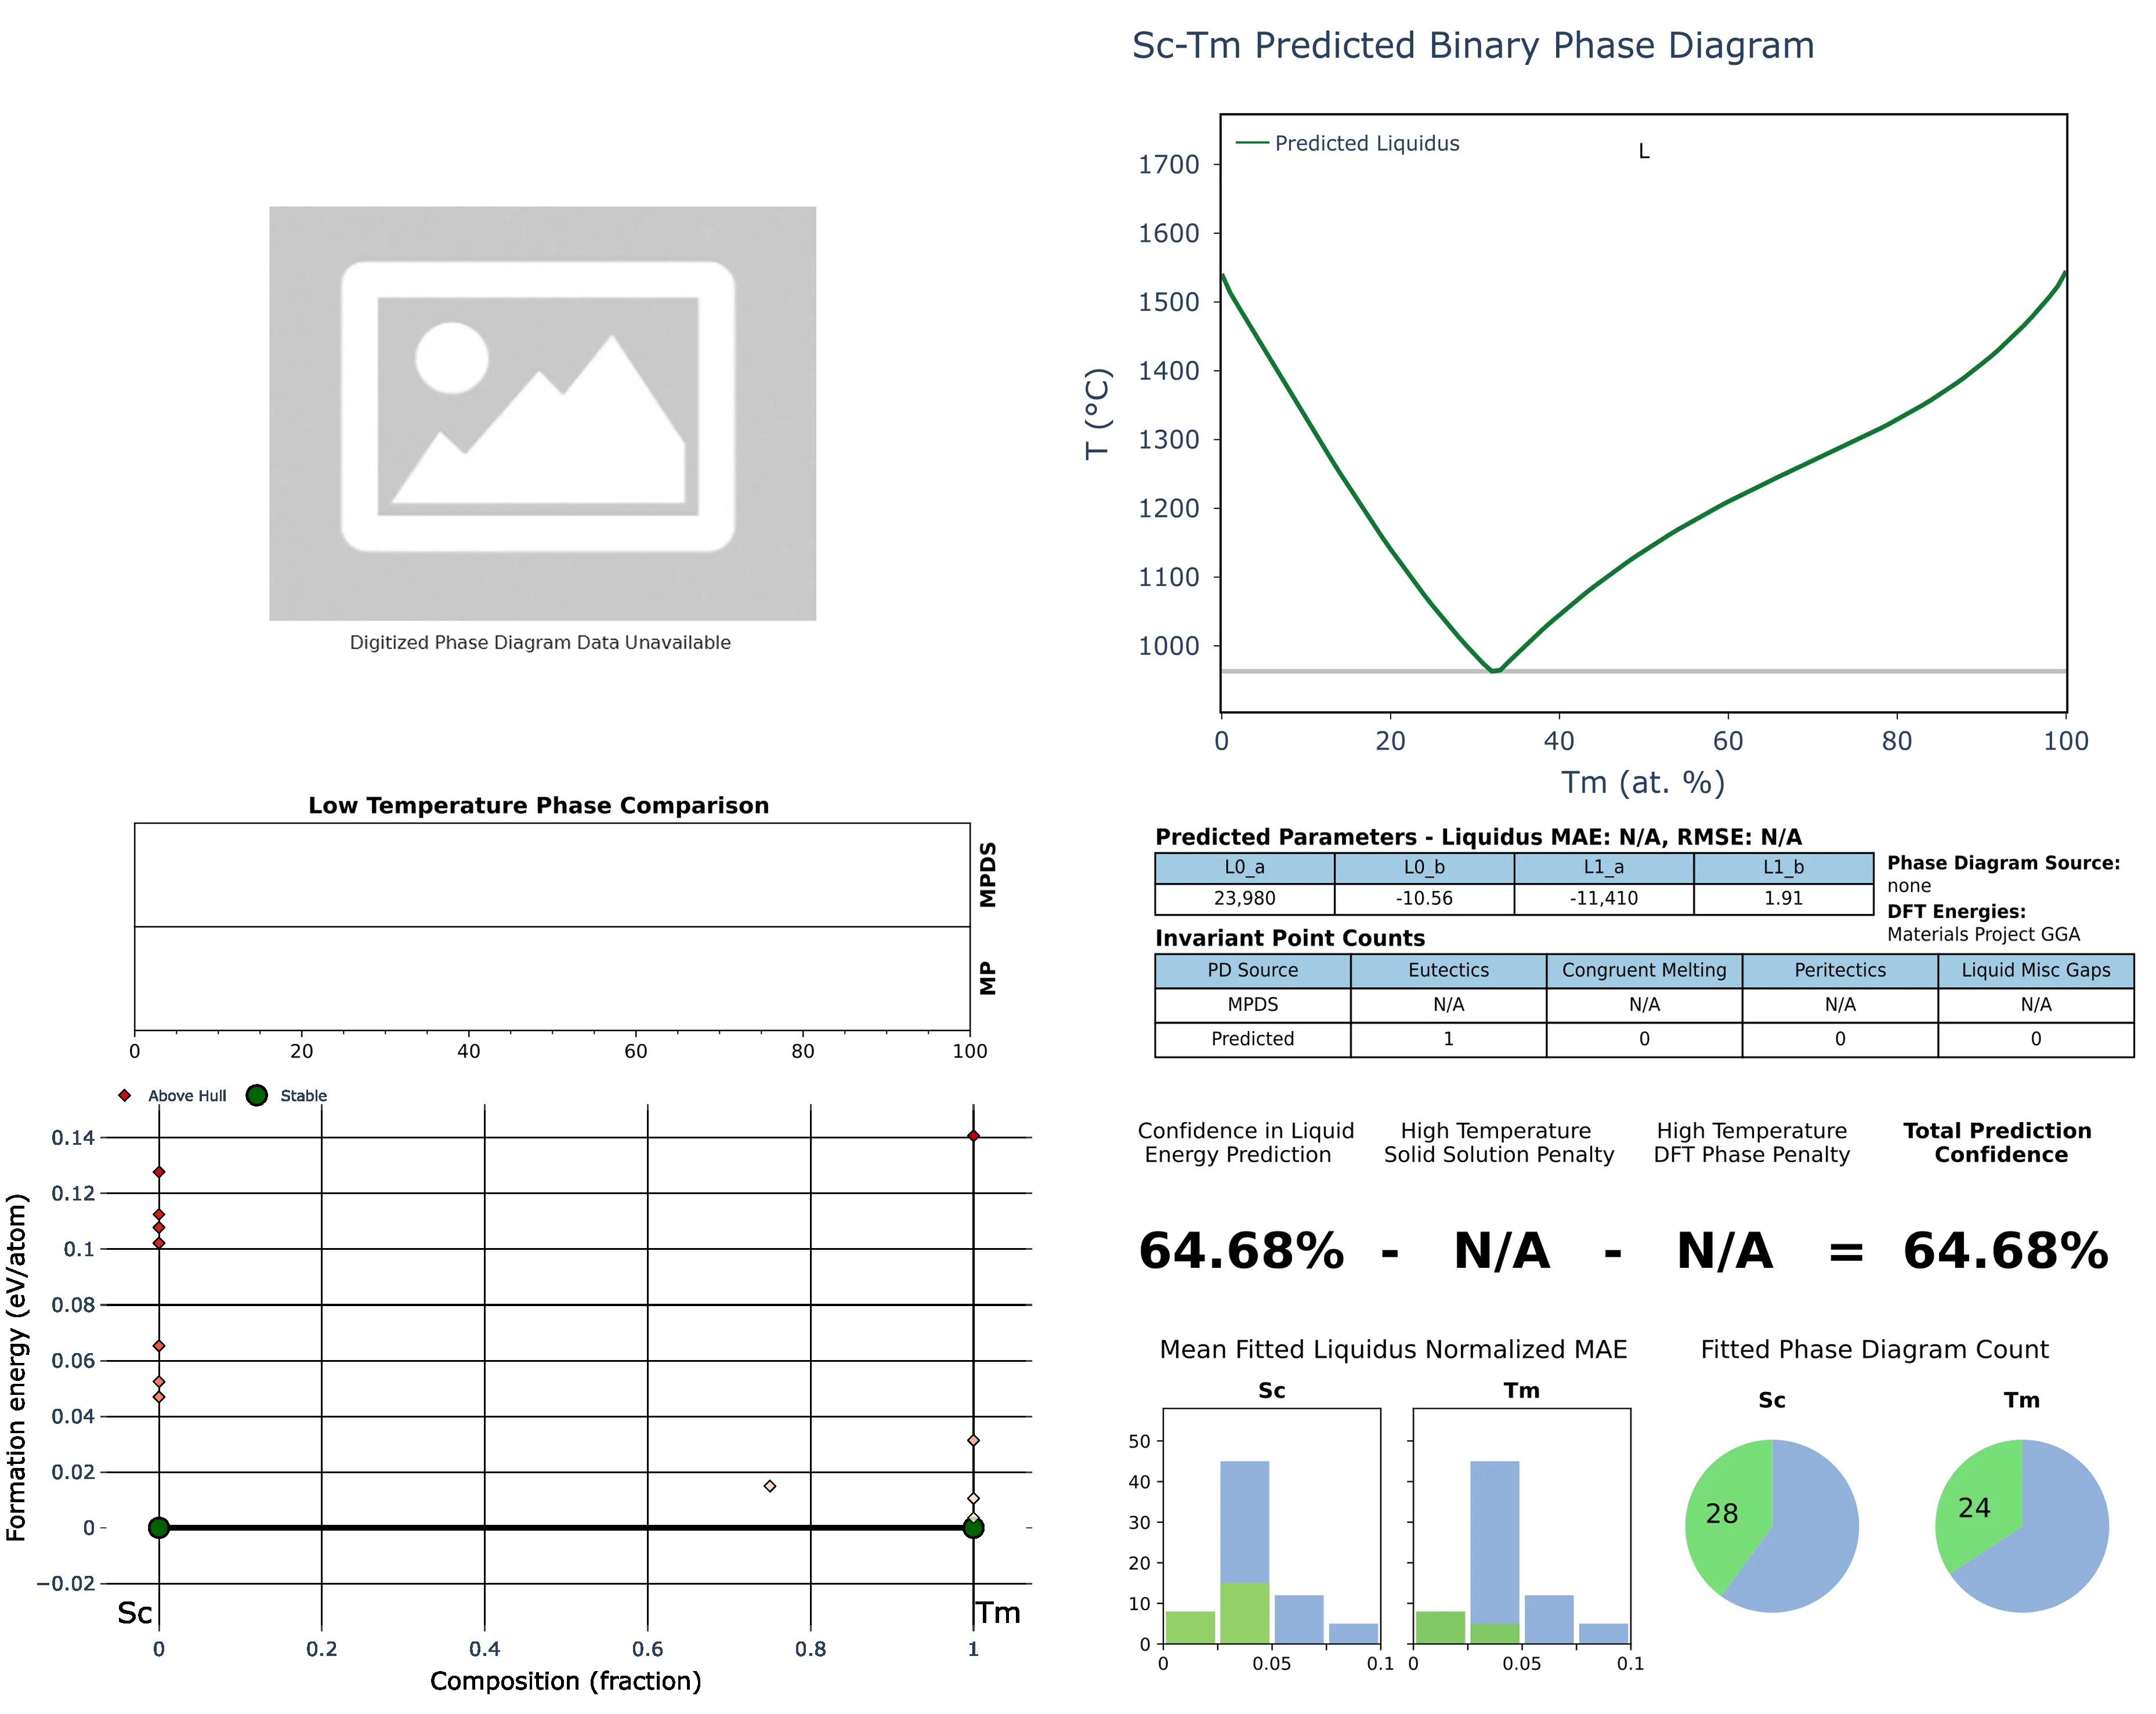 Sc-Tm Predicted Binary Phase Diagram
Predicted Liquidus
L
1700
1600
1500
1400
1300
1200
1100
1000
T (°C)
0 20 40 60 80 100
Tm (at. %)
Digitized Phase Diagram Data Unavailable
Low Temperature Phase Comparison
MPDS
MP
0 20 40 60 80 100
Predicted Parameters - Liquidus MAE: N/A, RMSE: N/A
L0_a L0_b L1_a L1_b
23,980 -10.56 -11,410 1.91
Phase Diagram Source:
none
DFT Energies:
Materials Project GGA
Invariant Point Counts
PD Source Eutectics Congruent Melting Peritectics Liquid Misc Gaps
MPDS N/A N/A N/A N/A
Predicted 1 0 0 0
Above Hull Stable
0.14
0.12
0.1
0.08
0.06
0.04
0.02
0
−0.02
Formation energy (eV/atom)
Sc Tm
0 0.2 0.4 0.6 0.8 1
Composition (fraction)
Confidence in Liquid
Energy Prediction
High Temperature
Solid Solution Penalty
High Temperature
DFT Phase Penalty
Total Prediction
Confidence
64.68% - N/A - N/A = 64.68%
Mean Fitted Liquidus Normalized MAE
Sc Tm
50
40
30
20
10
0
0 0.05 0.1 0 0.05 0.1
Fitted Phase Diagram Count
Sc Tm
28 24